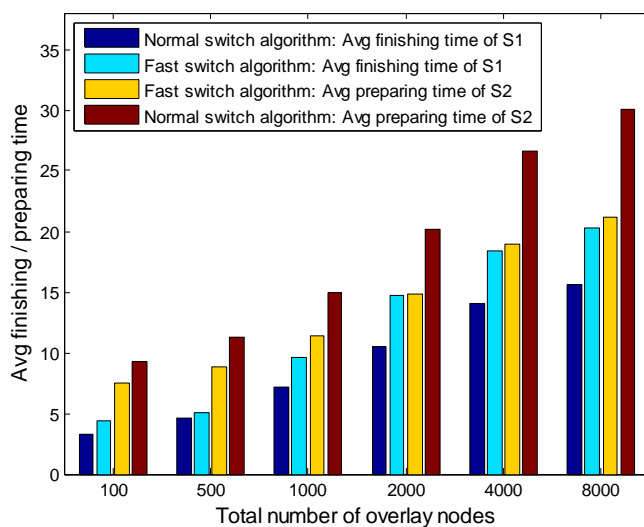 35
30
25
20
15
10
5
0
Avg finishing / preparing time
Normal switch algorithm: Avg finishing time of S1
Fast switch algorithm: Avg finishing time of S1
Fast switch algorithm: Avg preparing time of S2
Normal switch algorithm: Avg preparing time of S2
100 500 1000 2000 4000 8000
Total number of overlay nodes